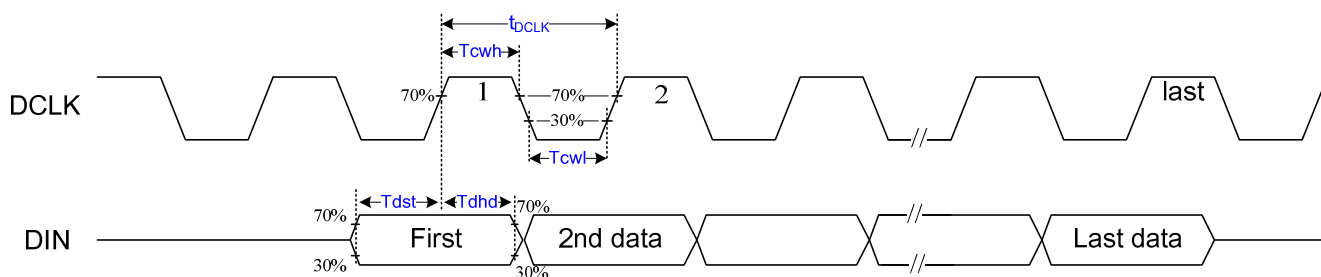 tDCLK
Tcwh
DCLK
70%
1
70%
2
last
30%
//
Tcwl
Tdst
Tdhd
70%
70%
//
DIN
First
2nd data
Last data
30%
30%
//